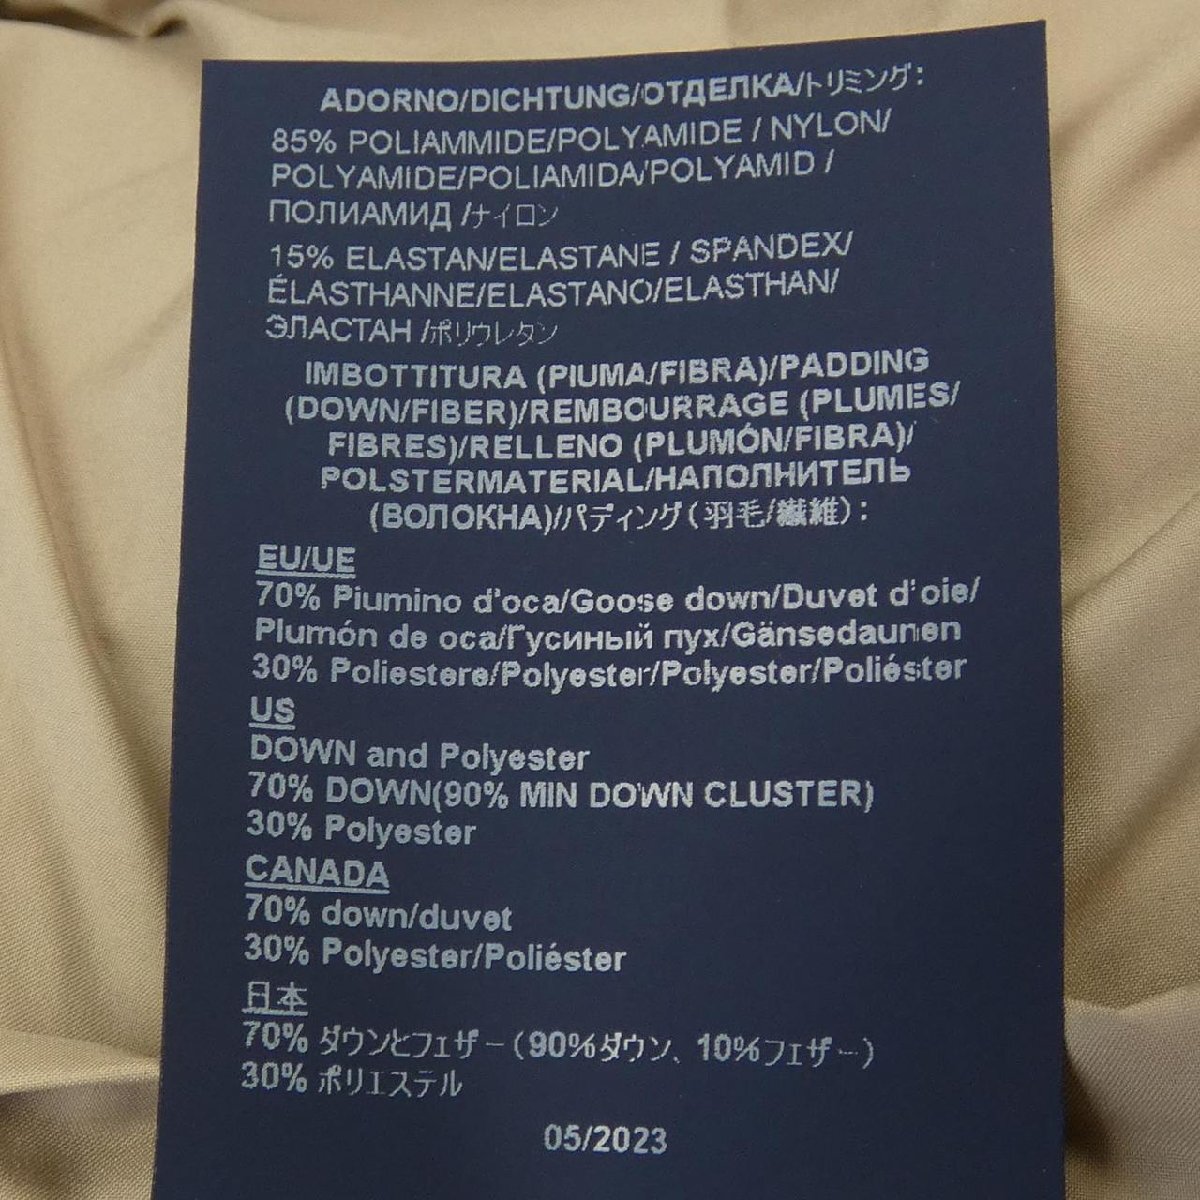 ADORNO/DICHTUNG/ОТДЕЛКА/トリミング:
85% POLIAMMIDE/POLYAMIDE / NYLON/
POLYAMIDE/POLIAMIDA/POLYAMID /
ПОЛИАМИД /ナイロン
15% ELASTAN/ELASTANE / SPANDEX/
ÉLASTHANNE/ELASTANO/ELASTHAN/
ЭЛАСТАН /ポリウレタン
IMBOTTITURA (PIUMA/FIBRA)/PADDING
(DOWN/FIBER)/REMBOURRAGE (PLUMES/
FIBRES)/RELLENO (PLUMÓN/FIBRA)/
POLSTERMATERIAL/НАПОЛНИТЕЛЬ
(ВОЛОКНА)/パディング(羽毛/繊維):
EU/UE
70% Piumino d'oca/Goose down/Duvet d'oie/
Plumón de oca/Гусиный пух/Gänsedaunen
30% Poliestere/Polyester/Polyester/Poliéster
US
DOWN and Polyester
70% DOWN(90% MIN DOWN CLUSTER)
30% Polyester
CANADA
70% down/duvet
30% Polyester/Poliéster
日本
70% ダウンとフェザー(90%ダウン、10%フェザー)
30% ポリエステル
05/2023